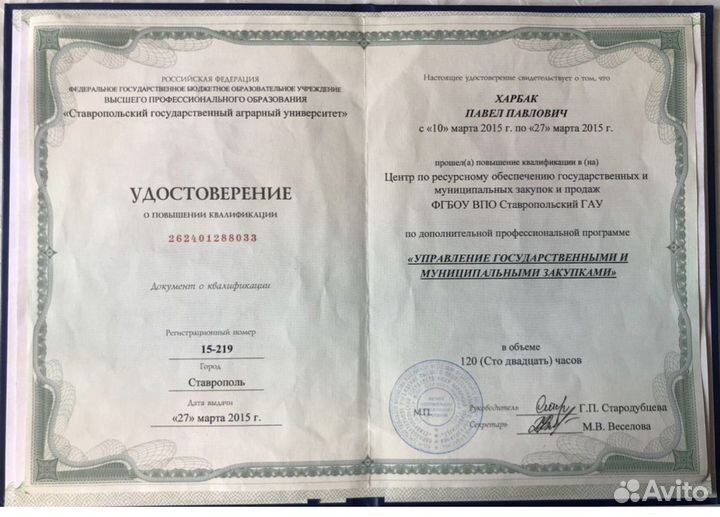 РОССИЙСКАЯ ФЕДЕРАЦИЯ
ФЕДЕРАЛЬНОЕ ГОСУДАРСТВЕННОЕ БЮДЖЕТНОЕ ОБРАЗОВАТЕЛЬНОЕ УЧРЕЖДЕНИЕ
ВЫСШЕГО ПРОФЕССИОНАЛЬНОГО ОБРАЗОВАНИЯ
«Ставропольский государственный аграрный университет»
УДОСТОВЕРЕНИЕ
О ПОВЫШЕНИИ КВАЛИФИКАЦИИ
262401288033
Документ о квалификации
Регистрационный номер
15-219
Город
Ставрополь
Дата выдачи
«27» марта 2015 г.
Настоящее удостоверение свидетельствует о том, что
ХАРБАК
ПАВЕЛ ПАВЛОВИЧ
с «10» марта 2015 г. по «27» марта 2015 г.
прошел(а) повышение квалификации в (на)
Центр по ресурсному обеспечению государственных и
муниципальных закупок и продаж
ФГБОУ ВПО Ставропольский ГАУ
по дополнительной профессиональной программе
«УПРАВЛЕНИЕ ГОСУДАРСТВЕННЫМИ И
МУНИЦИПАЛЬНЫМИ ЗАКУПКАМИ»
в объеме
120 (Сто двадцать) часов
М.П.
Руководитель Г.П. Стародубцева
Секретарь М.В. Веселова
Avito